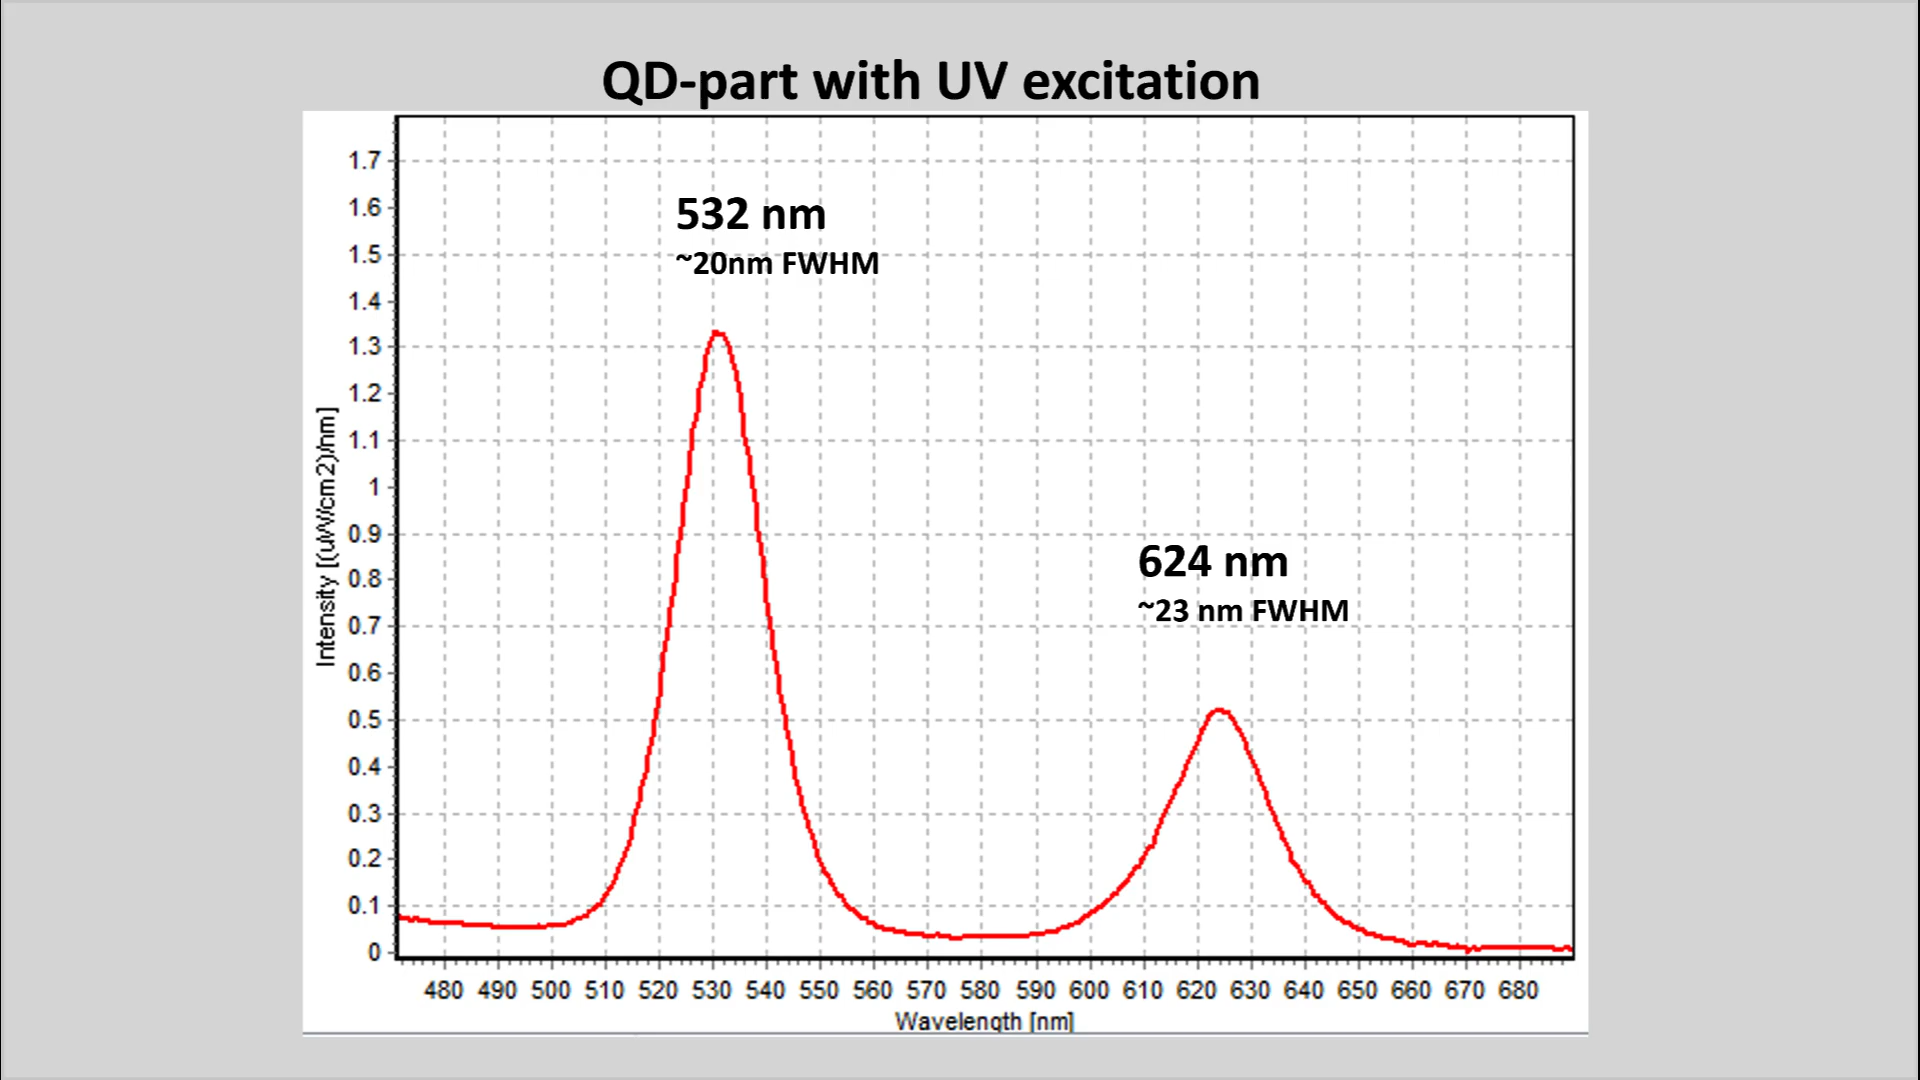 QD-part with UV excitation
532 nm
~20nm FWHM
624 nm
~23 nm FWHM
Intensity [(uW/cm2)/nm]
1.7
1.6
1.5
1.4
1.3
1.2
1.1
1
0.9
0.8
0.7
0.6
0.5
0.4
0.3
0.2
0.1
0
480 490 500 510 520 530 540 550 560 570 580 590 600 610 620 630 640 650 660 670 680
Wavelength [nm]